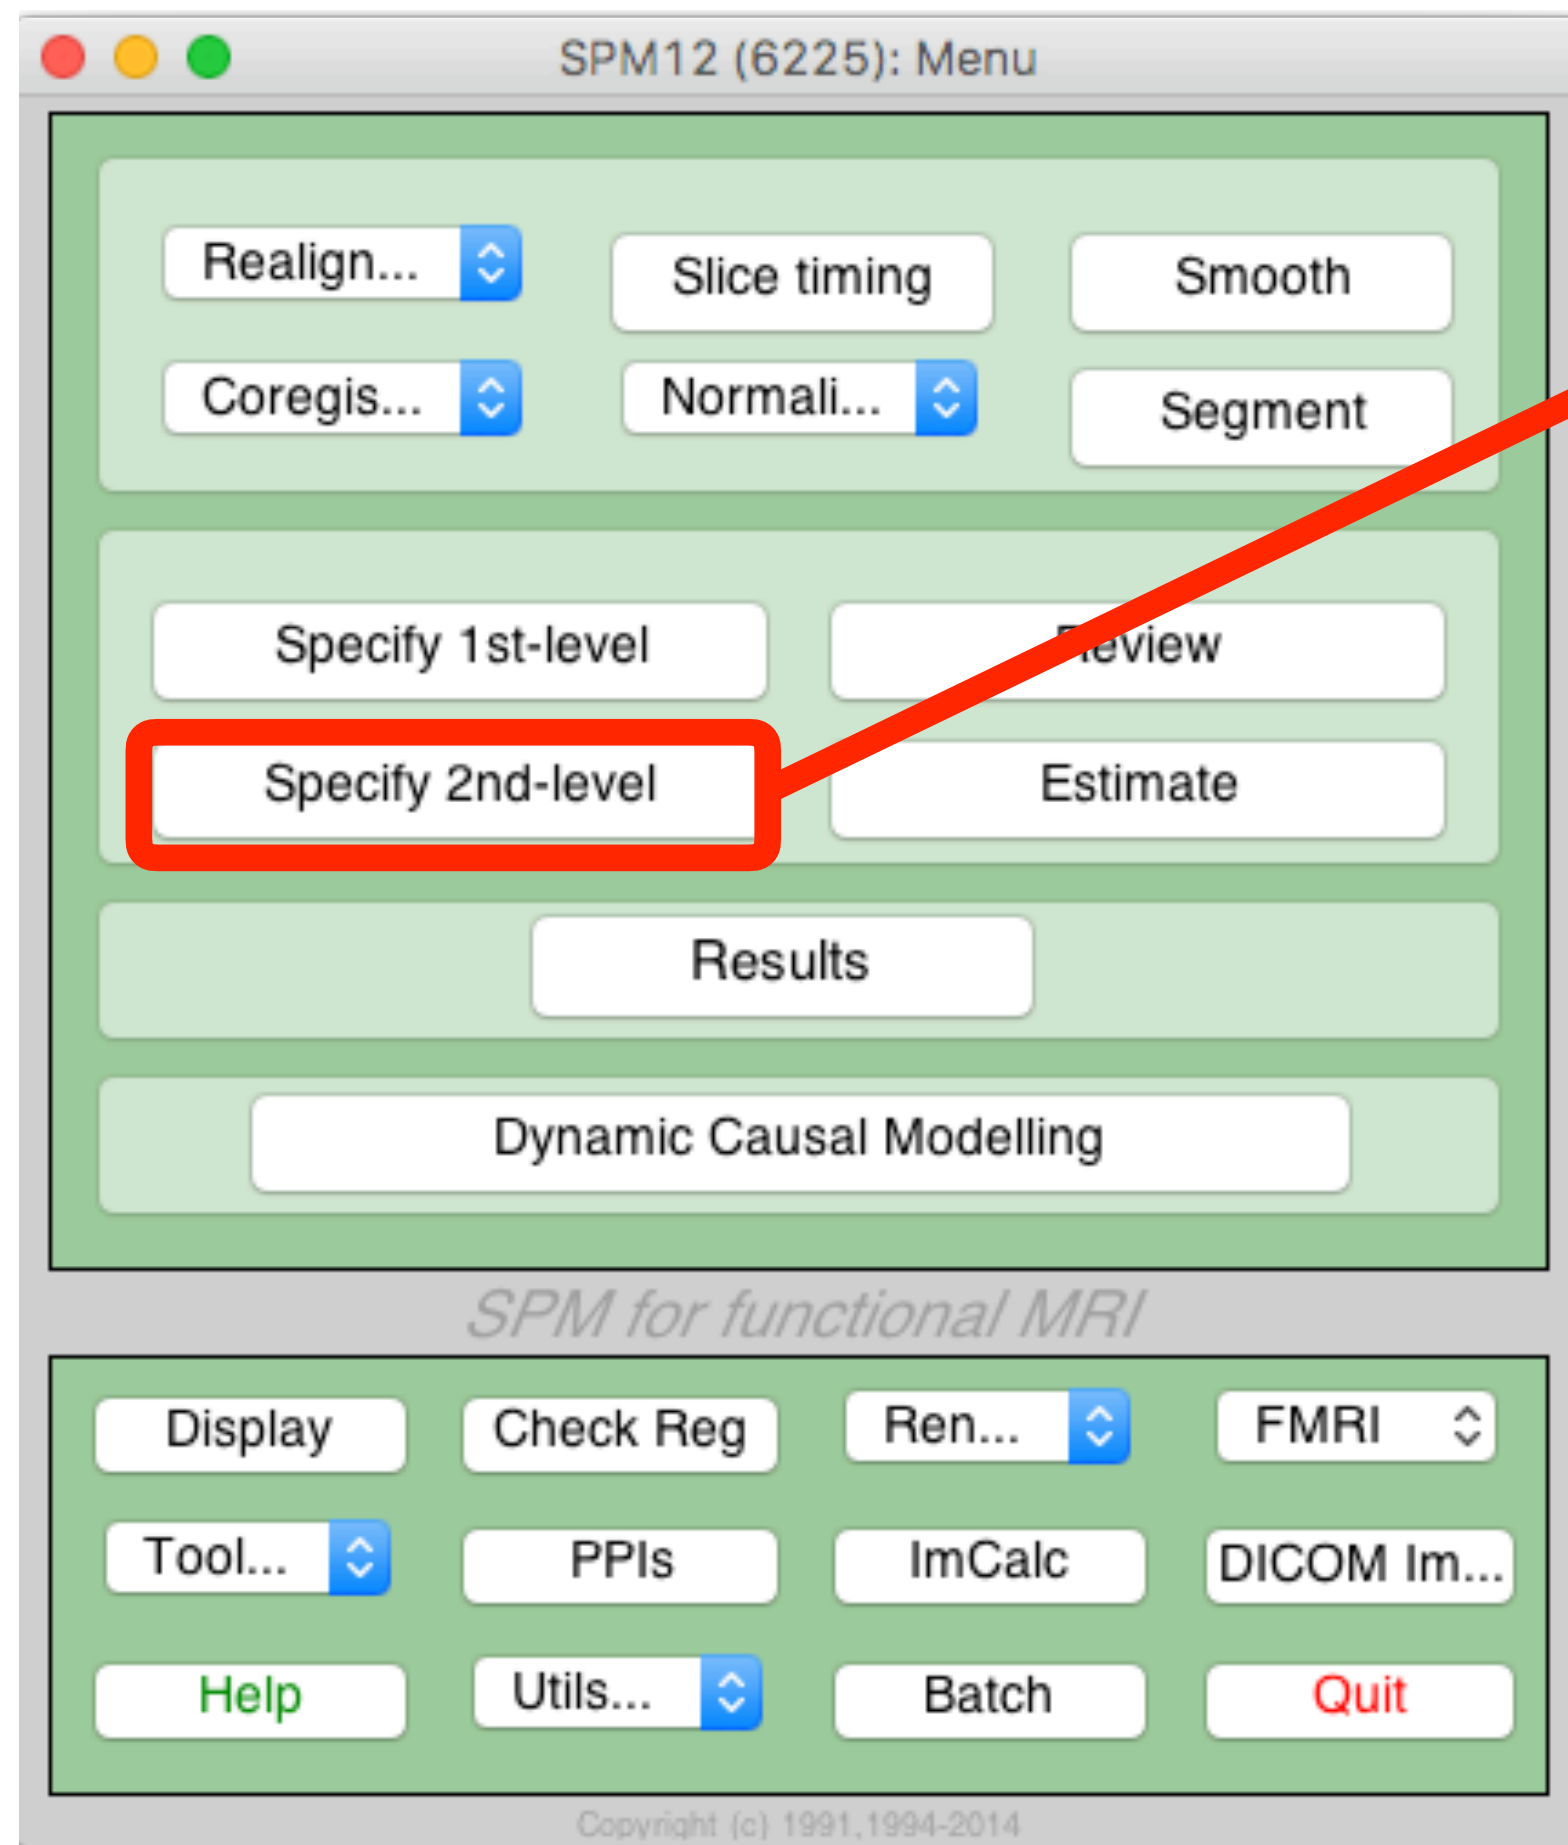 SPM12 (6225): Menu
Realign... Slice timing Smooth
Coregis... Normali... Segment
Specify 1st-level Review
Specify 2nd-level Estimate
Results
Dynamic Causal Modelling
SPM for functional MRI
Display Check Reg Ren... FMRI
Tool... PPIs ImCalc DICOM Im...
Help Utils... Batch Quit
Copyright (c) 1991,1994-2014